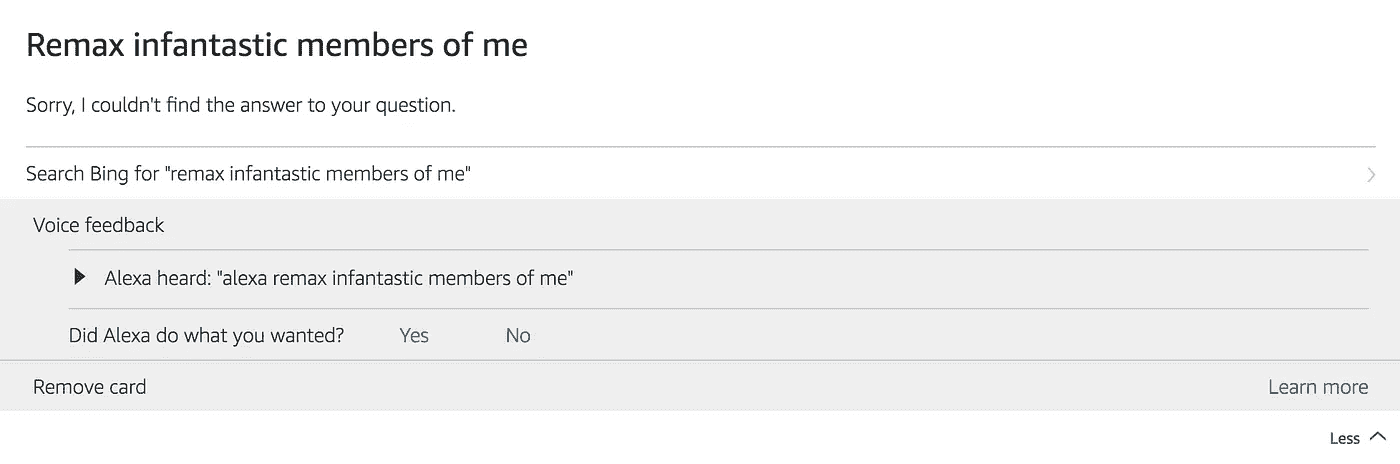 Remax infantastic members of me
Sorry, I couldn't find the answer to your question.
Search Bing for "remax infantastic members of me"
Voice feedback
Alexa heard: "alexa remax infantastic members of me"
Did Alexa do what you wanted? Yes No
Remove card Learn more
Less